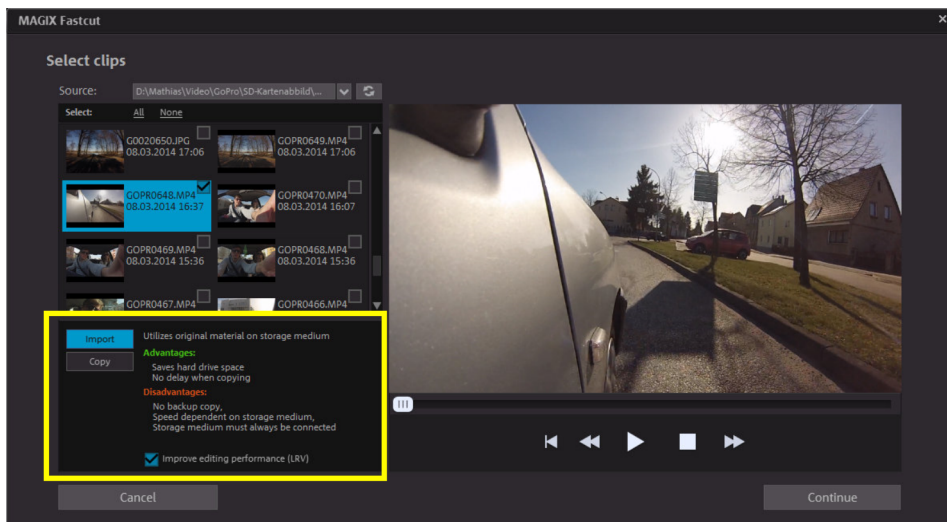 MAGIX Fastcut
Select clips
Source: D:\Mathias\Video\GoPro\SD-Kartenabbild\...
Select: All None
G0020650.JPG
08.03.2014 17:06
GOPR0649.MP4
08.03.2014 17:06
GOPR0648.MP4
08.03.2014 16:37
GOPR0470.MP4
08.03.2014 16:07
GOPR0469.MP4
08.03.2014 15:36
GOPR0468.MP4
08.03.2014 15:36
GOPR0467.MP4
GOPR0466.MP4
Import
Copy
Utilizes original material on storage medium
Advantages:
Saves hard drive space
No delay when copying
Disadvantages:
No backup copy,
Speed dependent on storage medium,
Storage medium must always be connected
Improve editing performance (LRV)
Cancel
Continue